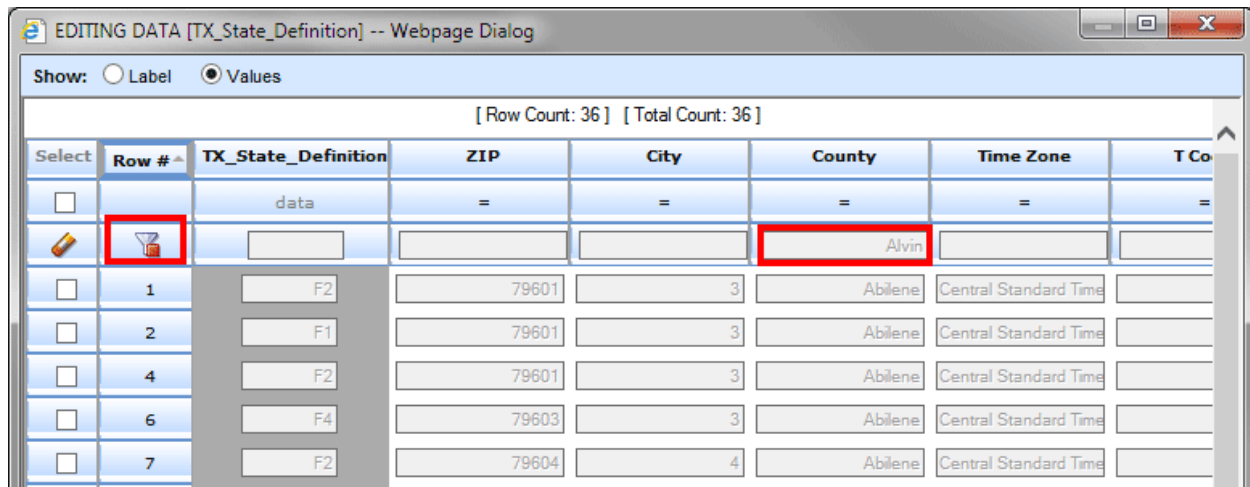 EDITING DATA [TX_State_Definition] -- Webpage Dialog
Show: Label Values
[ Row Count: 36 ] [ Total Count: 36 ]
Select Row # TX_State_Definition ZIP City County Time Zone T Co
data = = = = =
Alvin
1 F2 79601 3 Abilene Central Standard Time
2 F1 79601 3 Abilene Central Standard Time
4 F2 79601 3 Abilene Central Standard Time
6 F4 79603 3 Abilene Central Standard Time
7 F2 79604 4 Abilene Central Standard Time